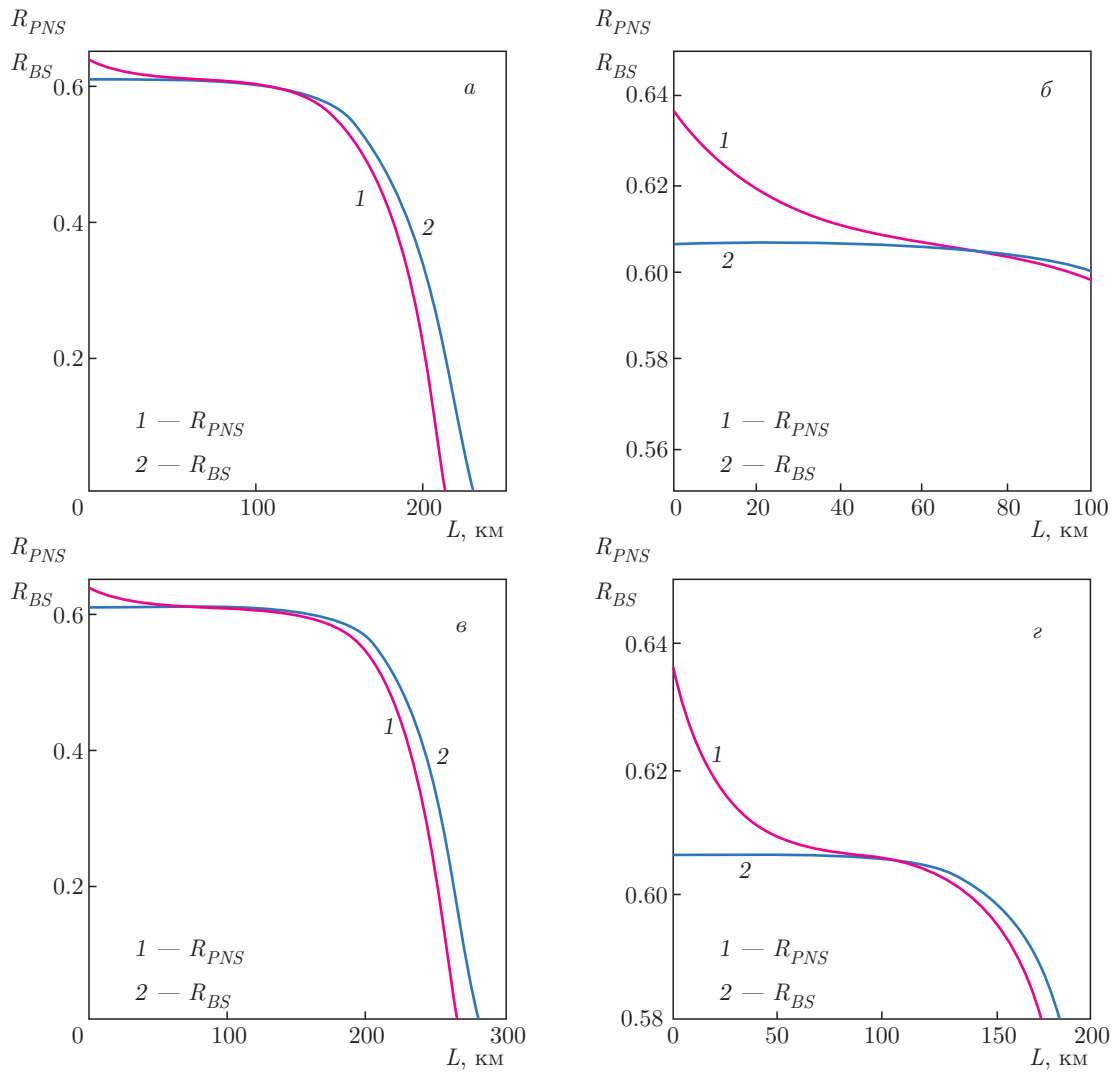 R_PNS
R_BS
0.6
0.4
0.2
0
100
200
L, км
а
1
2
1 — R_PNS
2 — R_BS
R_PNS
R_BS
0.64
0.62
0.60
0.58
0.56
0
20
40
60
80
100
L, км
б
1
2
1 — R_PNS
2 — R_BS
R_PNS
R_BS
0.6
0.4
0.2
0
100
200
300
L, км
в
1
2
1 — R_PNS
2 — R_BS
R_PNS
R_BS
0.64
0.62
0.60
0.58
0
50
100
150
200
L, км
г
1
2
1 — R_PNS
2 — R_BS